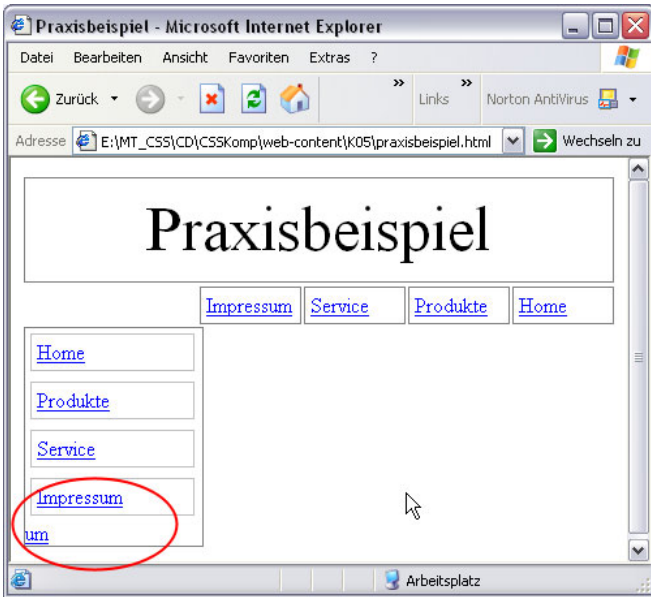 Praxisbeispiel - Microsoft Internet Explorer
Datei Bearbeiten Ansicht Favoriten Extras ?
Zurück » Links » Norton AntiVirus
Adresse E:\MT_CSS\CD\CSSKomp\web-content\K05\praxisbeispiel.html Wechseln zu
Praxisbeispiel
Impressum Service Produkte Home
Home
Produkte
Service
Impressum
um
Arbeitsplatz